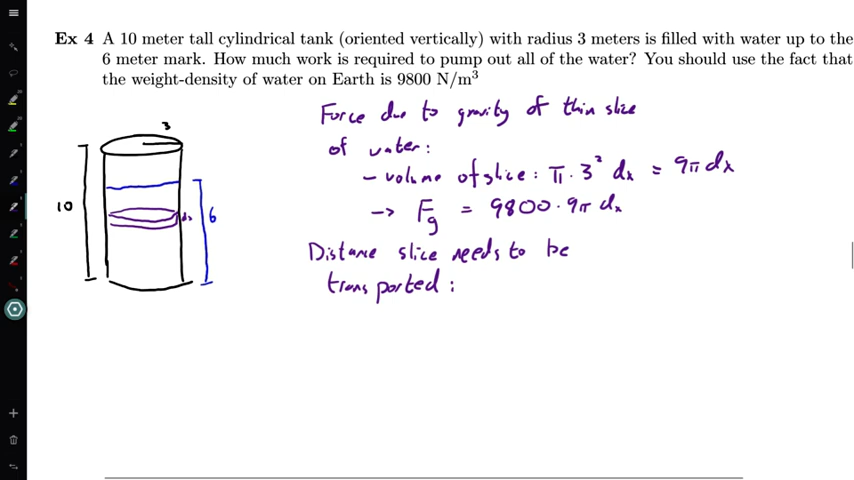 Ex 4 A 10 meter tall cylindrical tank (oriented vertically) with radius 3 meters is filled with water up to the
6 meter mark. How much work is required to pump out all of the water? You should use the fact that
the weight-density of water on Earth is 9800 N/m³
Force due to gravity of thin slice
of water:
- volume of slice: π · 3² dx = 9π dx
→ Fg = 9800 · 9π dx
Distance slice needs to be
transported:
3
10
dx
6